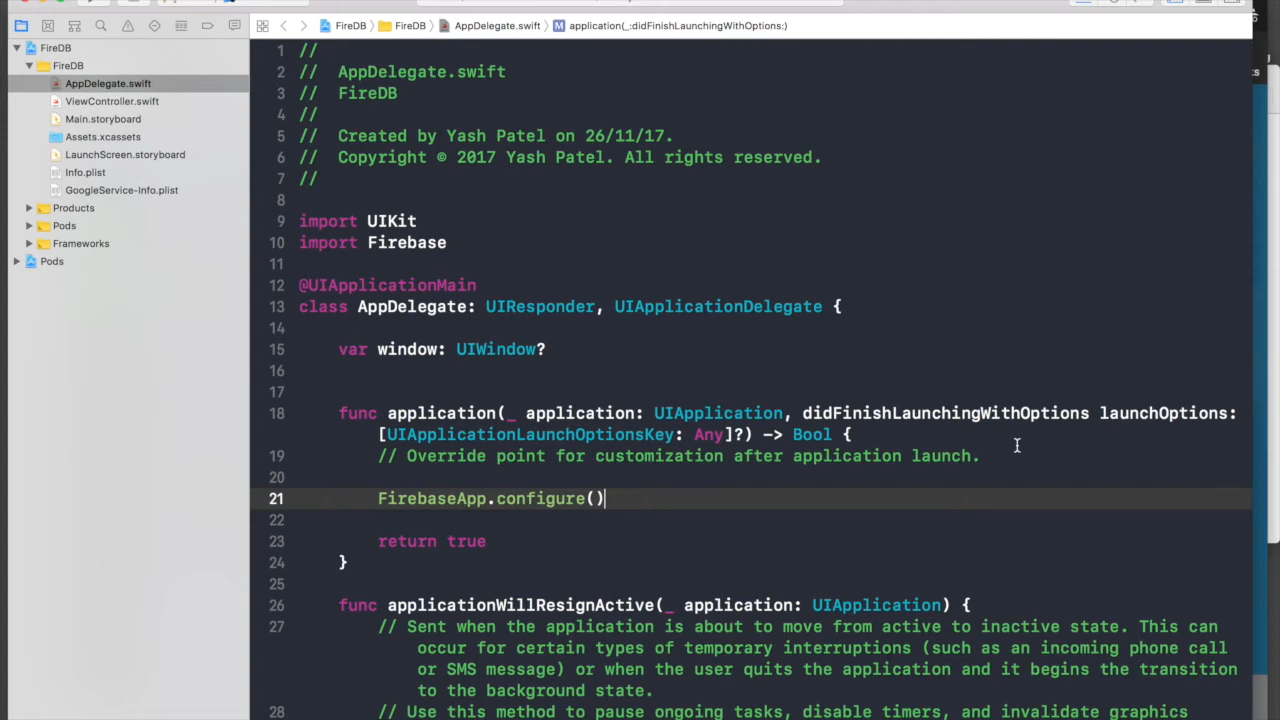 FireDB FireDB AppDelegate.swift M application(_:didFinishLaunchingWithOptions:)
FireDB
FireDB
AppDelegate.swift
ViewController.swift
Main.storyboard
Assets.xcassets
LaunchScreen.storyboard
Info.plist
GoogleService-Info.plist
Products
Pods
Frameworks
Pods
1 //
2 // AppDelegate.swift
3 // FireDB
4 //
5 // Created by Yash Patel on 26/11/17.
6 // Copyright © 2017 Yash Patel. All rights reserved.
7 //
8
9 import UIKit
10 import Firebase
11
12 @UIApplicationMain
13 class AppDelegate: UIResponder, UIApplicationDelegate {
14
15 var window: UIWindow?
16
17
18 func application(_ application: UIApplication, didFinishLaunchingWithOptions launchOptions:
[UIApplicationLaunchOptionsKey: Any]?) -> Bool {
19 // Override point for customization after application launch.
20
21 FirebaseApp.configure()
22
23 return true
24 }
25
26 func applicationWillResignActive(_ application: UIApplication) {
27 // Sent when the application is about to move from active to inactive state. This can
occur for certain types of temporary interruptions (such as an incoming phone call
or SMS message) or when the user quits the application and it begins the transition
to the background state.
28 // Use this method to pause ongoing tasks, disable timers, and invalidate graphics